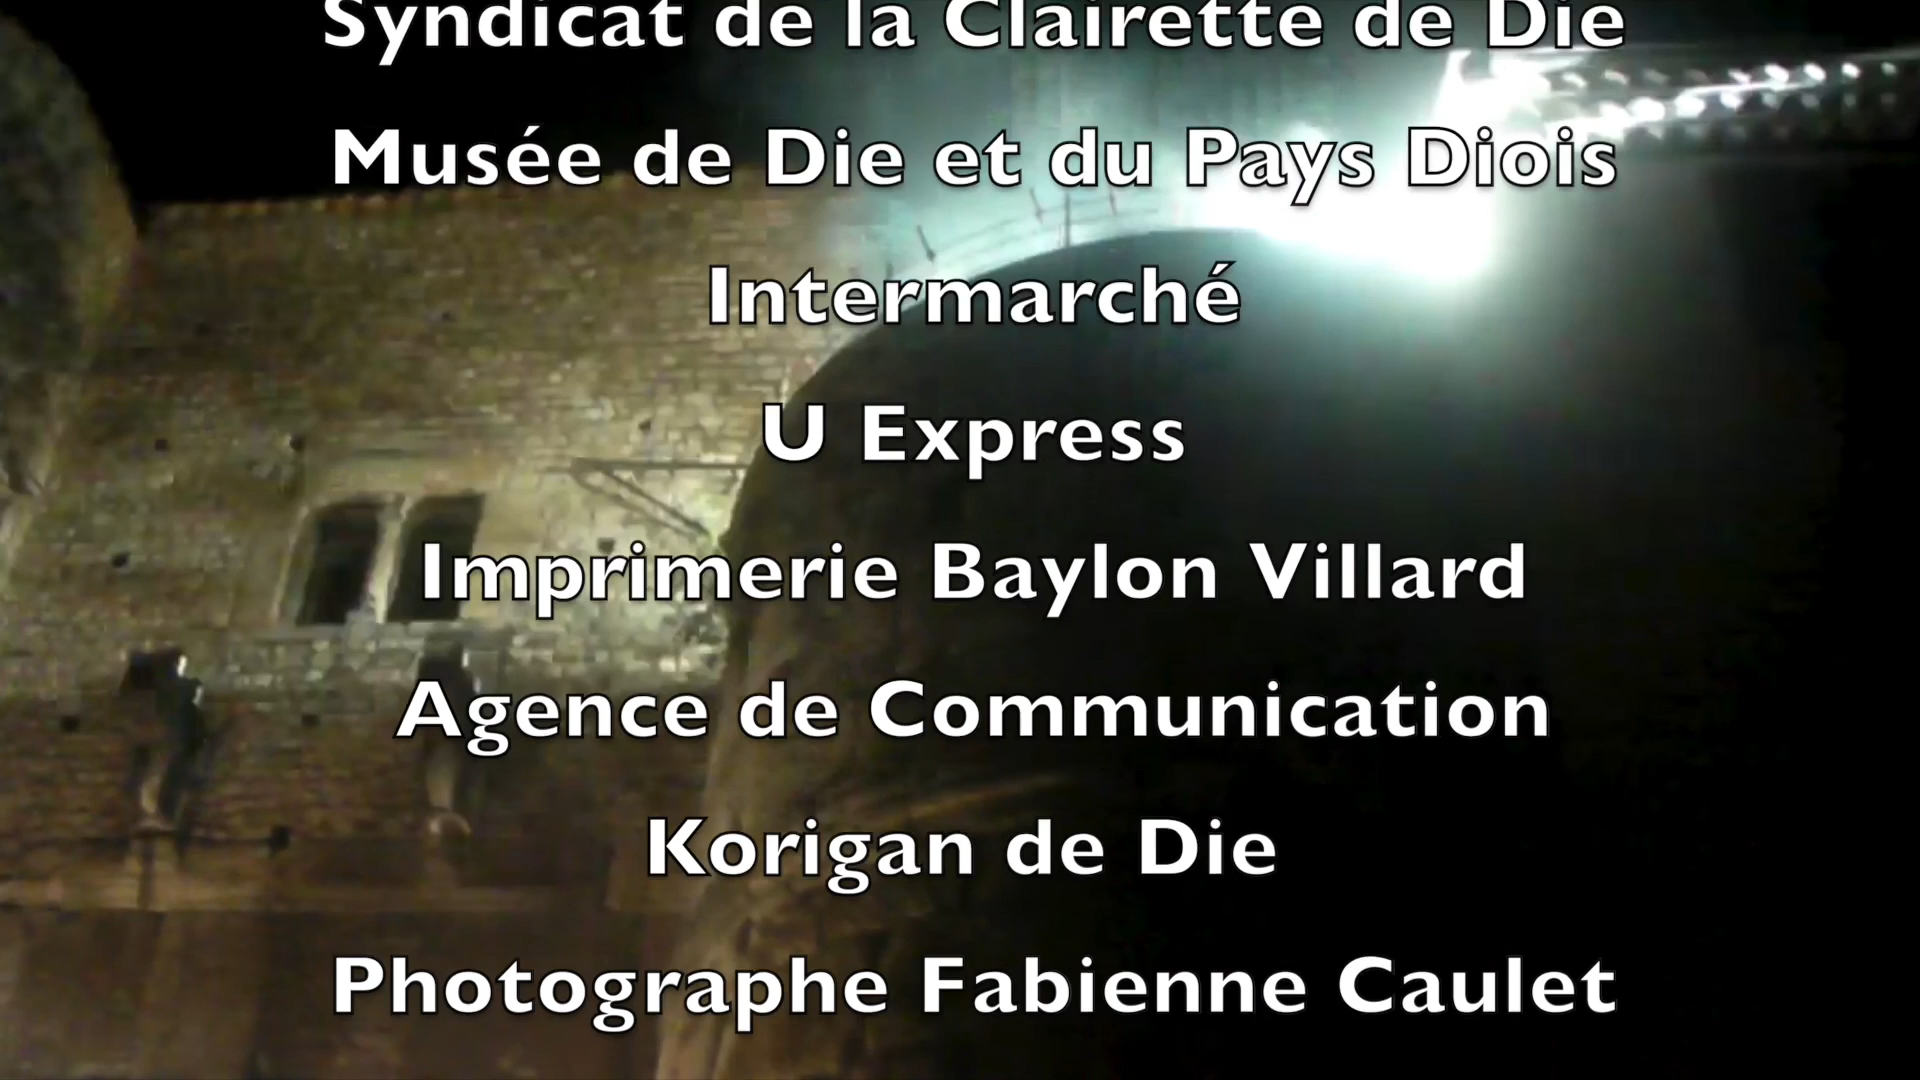 Syndicat de la Clairette de Die
Musée de Die et du Pays Diois
Intermarché
U Express
Imprimerie Baylon Villard
Agence de Communication
Korigan de Die
Photographe Fabienne Caulet